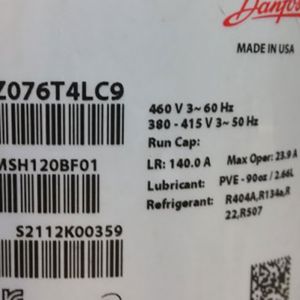 Danfoss
MADE IN USA
Z076T4LC9
460 V 3~ 60 Hz
380 - 415 V 3~ 50 Hz
Run Cap:
LR: 140.0 A Max Oper: 23.9 A
MSH120BF01
Lubricant: PVE - 90oz / 2.66L
Refrigerant: R404A,R134a,R
22,R507
S2112K00359